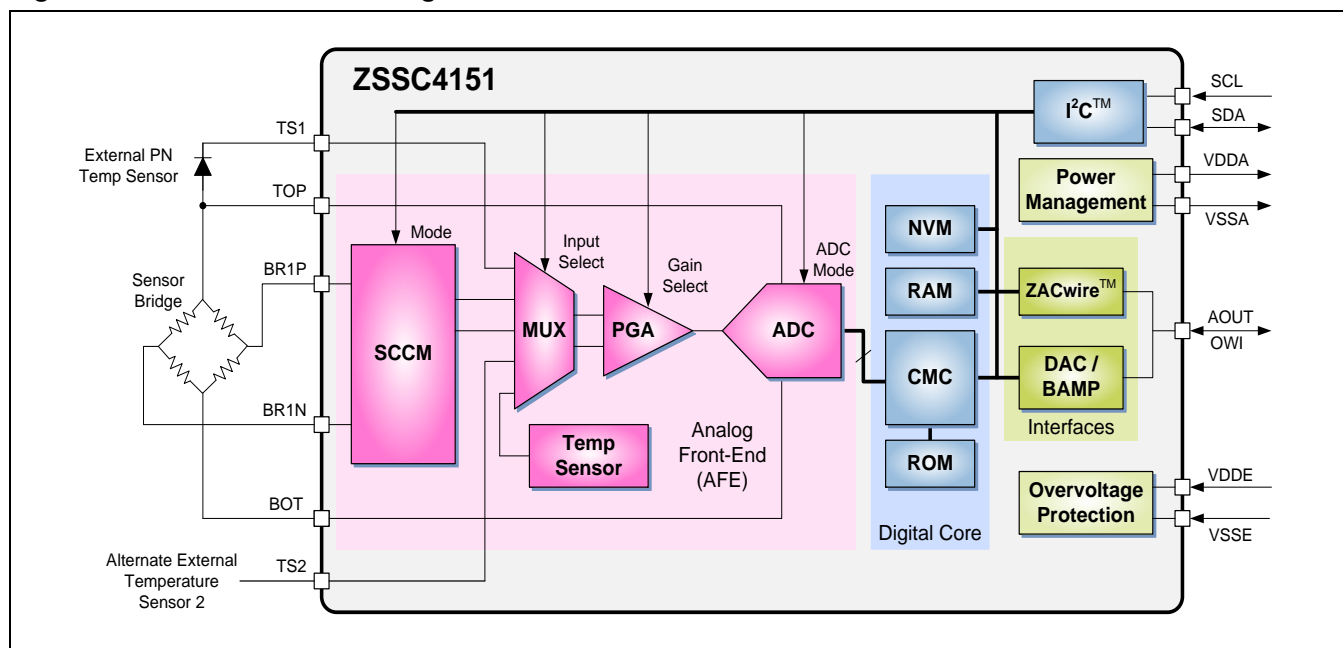 ZSSC4151
I²C™
SCL
SDA
TS1
External PN
Temp Sensor
TOP
Power
Management
VDDA
VSSA
Mode
Input
Select
Gain
Select
ADC
Mode
NVM
BR1P
Sensor
Bridge
RAM
ZACwire™
SCCM
MUX
PGA
ADC
AOUT
OWI
CMC
DAC /
BAMP
BR1N
Interfaces
Temp
Sensor
Analog
Front-End
(AFE)
ROM
Overvoltage
Protection
VDDE
VSSE
BOT
Digital Core
TS2
Alternate External
Temperature
Sensor 2